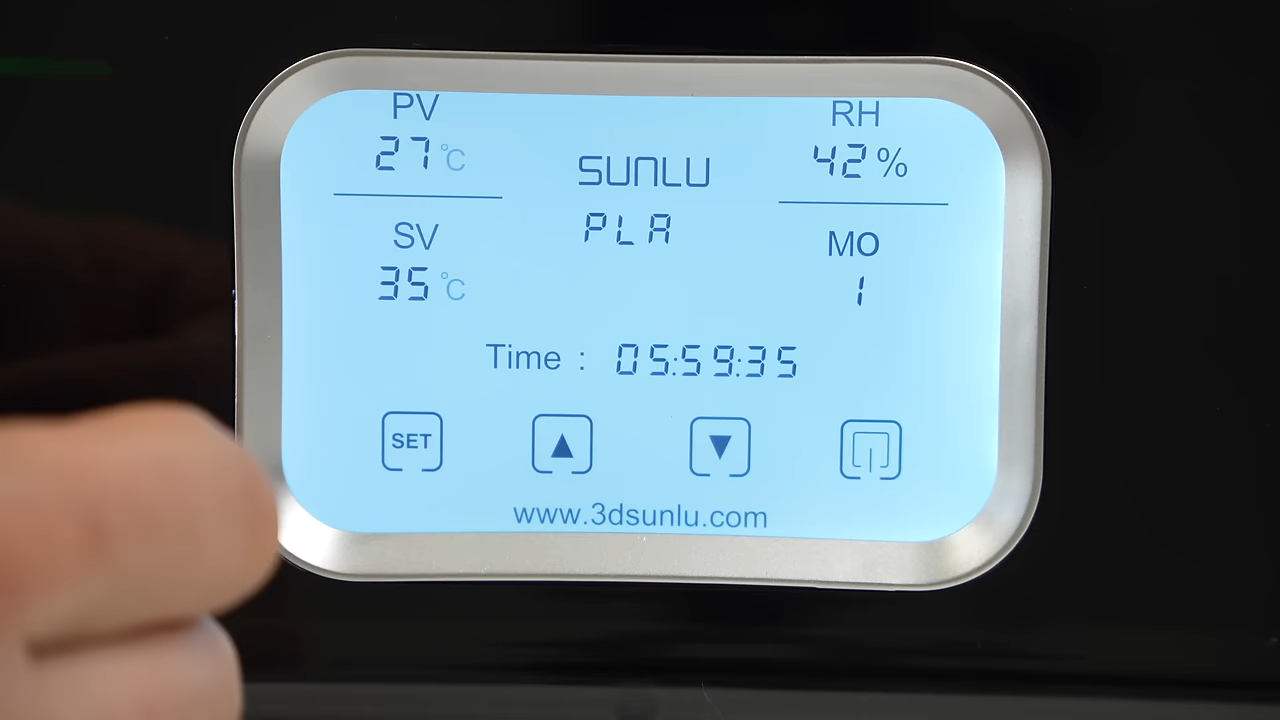 PV
27 °C
SUNLU
PLA
RH
42 %
SV
35 °C
MO
1
Time : 05:59:35
SET
www.3dsunlu.com